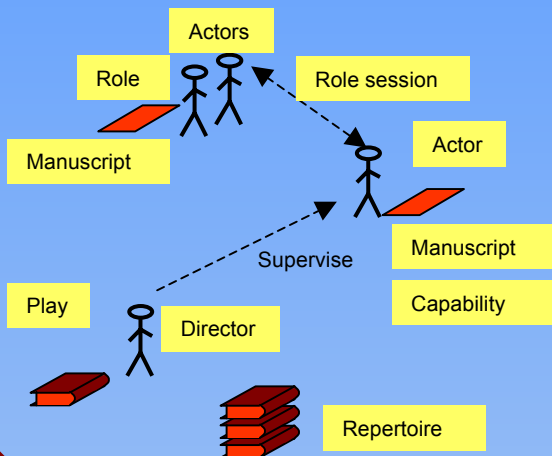 Actors
Role
Role session
Manuscript
Actor
Manuscript
Supervise
Capability
Play
Director
Repertoire